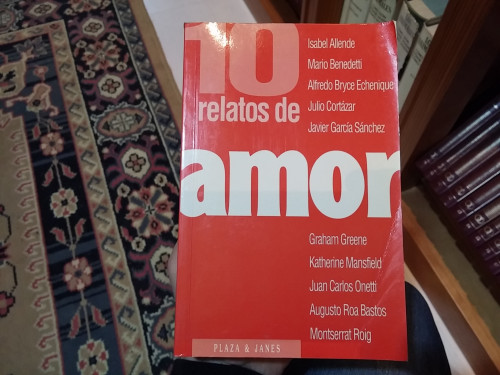 10
relatos de
amor
Isabel Allende
Mario Benedetti
Alfredo Bryce Echenique
Julio Cortázar
Javier García Sánchez
Graham Greene
Katherine Mansfield
Juan Carlos Onetti
Augusto Roa Bastos
Montserrat Roig
PLAZA & JANES